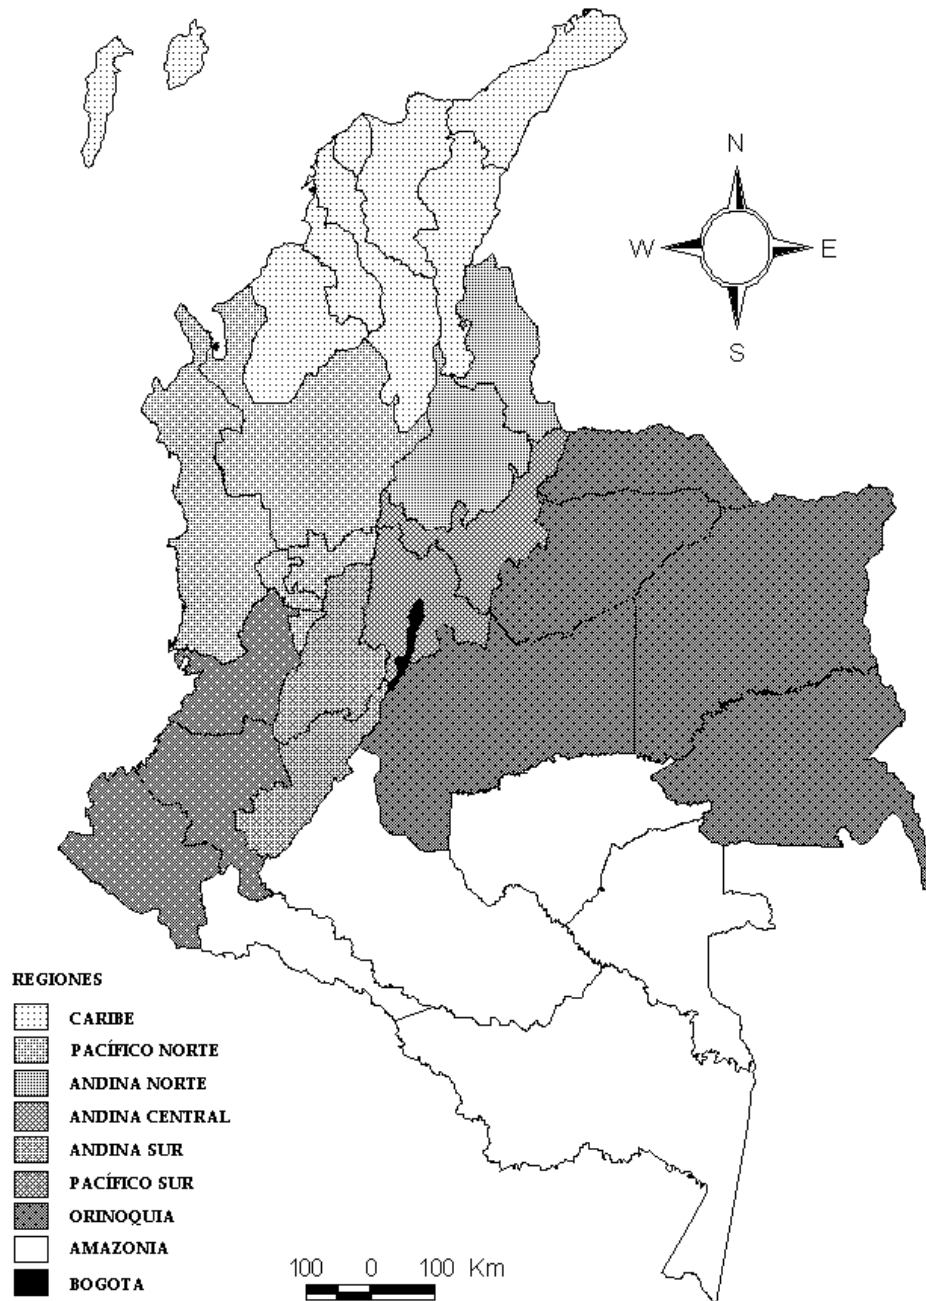 N
W E
S
REGIONES
CARIBE
PACÍFICO NORTE
ANDINA NORTE
ANDINA CENTRAL
ANDINA SUR
PACÍFICO SUR
ORINOQUIA
AMAZONIA
BOGOTA
100 0 100 Km